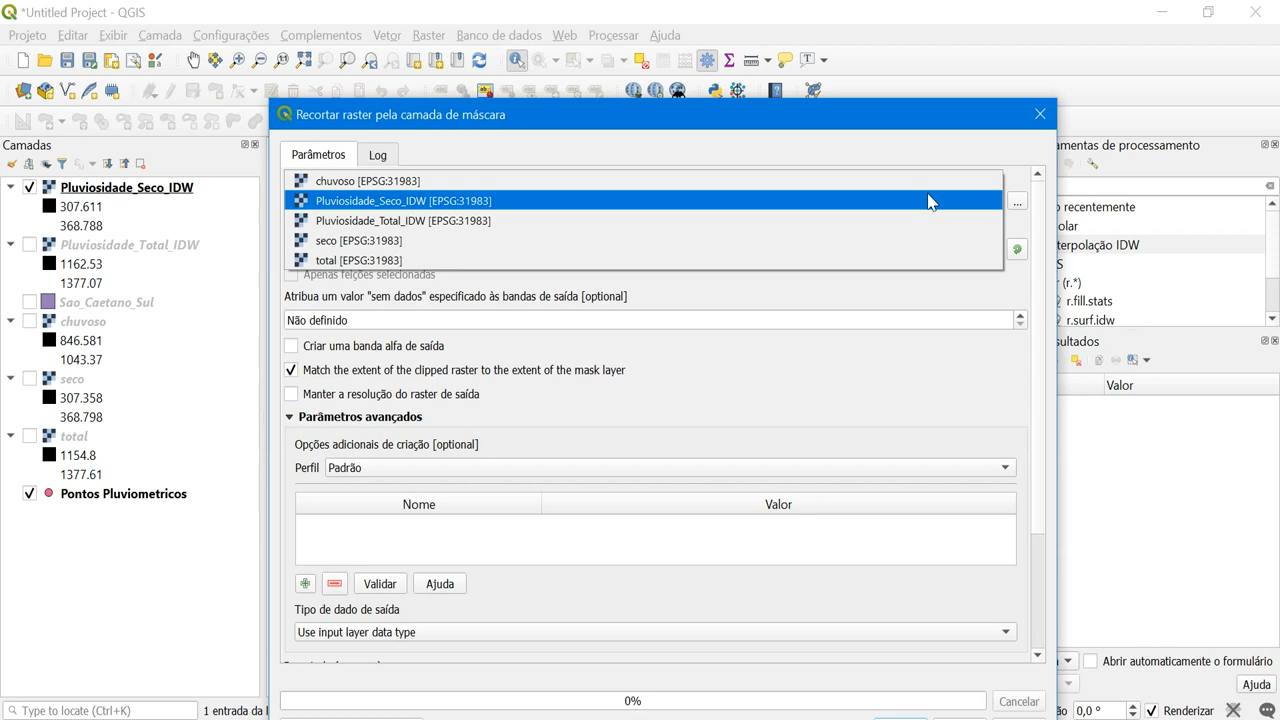 *Untitled Project - QGIS
Projeto Editar Exibir Camada Configurações Complementos Vetor Raster Banco de dados Web Processar Ajuda
Camadas
Pluviosidade_Seco_IDW
307.611
368.788
Pluviosidade_Total_IDW
1162.53
1377.07
Sao_Caetano_Sul
chuvoso
846.581
1043.37
seco
307.358
368.798
total
1154.8
1377.61
Pontos Pluviometricos
Type to locate (Ctrl+K)
1 entrada da l
Recortar raster pela camada de máscara
Parâmetros Log
chuvoso [EPSG:31983]
Pluviosidade_Seco_IDW [EPSG:31983]
Pluviosidade_Total_IDW [EPSG:31983]
seco [EPSG:31983]
total [EPSG:31983]
...
Apenas feições selecionadas
Atribua um valor "sem dados" especificado às bandas de saída [optional]
Não definido
Criar uma banda alfa de saída
Match the extent of the clipped raster to the extent of the mask layer
Manter a resolução do raster de saída
Parâmetros avançados
Opções adicionais de criação [optional]
Perfil Padrão
Nome Valor
Validar Ajuda
Tipo de dado de saída
Use input layer data type
0%
Cancelar
amentas de processamento
o recentemente
olar
terpolação IDW
S
(r.*)
r.fill.stats
r.surf.idw
sultados
Valor
Abrir automaticamente o formulário
Ajuda
ão 0,0 ° Renderizar